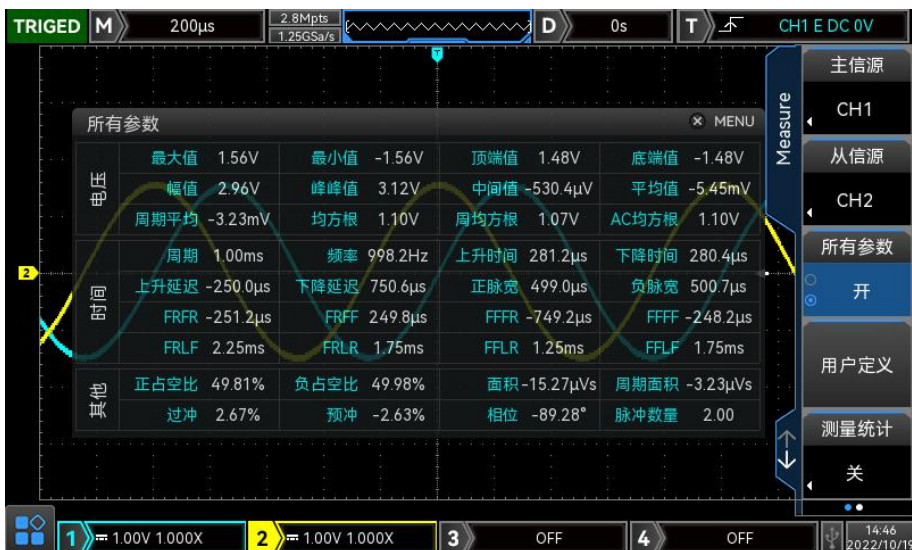 TRIGED M 200μs 2.8Mpts D 0s T CH1 E DC 0V
1.25GSa/s
T
主信源
CH1
从信源
CH2
所有参数
开
用户定义
测量统计
关
Measure
所有参数 MENU
电压
最大值 1.56V 最小值 -1.56V 顶端值 1.48V 底端值 -1.48V
幅值 2.96V 峰峰值 3.12V 中间值 -530.4μV 平均值 -5.45mV
周期平均 -3.23mV 均方根 1.10V 周均方根 1.07V AC均方根 1.10V
时间
周期 1.00ms 频率 998.2Hz 上升时间 281.2μs 下降时间 280.4μs
上升延迟 -250.0μs 下降延迟 750.6μs 正脉宽 499.0μs 负脉宽 500.7μs
FRFR -251.2μs FRFF 249.8μs FFFR -749.2μs FFFF -248.2μs
FRLF 2.25ms FRLR 1.75ms FFLR 1.25ms FFLF 1.75ms
其他
正占空比 49.81% 负占空比 49.98% 面积 -15.27μVs 周期面积 -3.23μVs
过冲 2.67% 预冲 -2.63% 相位 -89.28° 脉冲数量 2.00
2
1 1.00V 1.000X 2 1.00V 1.000X 3 OFF 4 OFF 14:46
2022/10/19